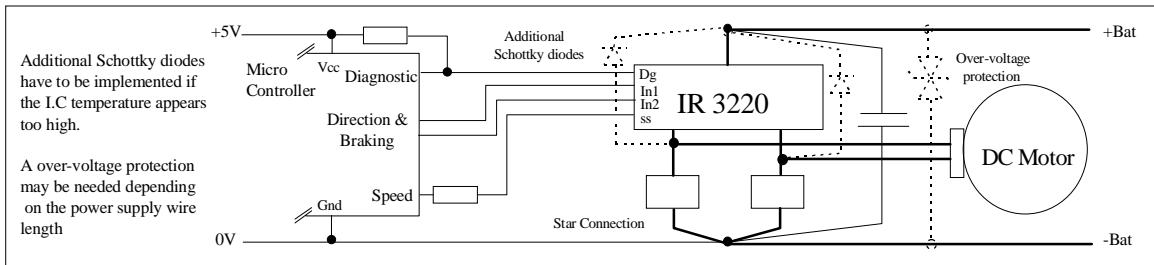 Additional Schottky diodes
have to be implemented if
the I.C temperature appears
too high.
A over-voltage protection
may be needed depending
on the power supply wire
length
+5V
Micro
Controller
Vcc
Diagnostic
Direction &
Braking
Speed
Gnd
0V
Additional
Schottky diodes
Dg
In1
In2
ss
IR 3220
Star Connection
+Bat
Over-voltage
protection
DC Motor
-Bat